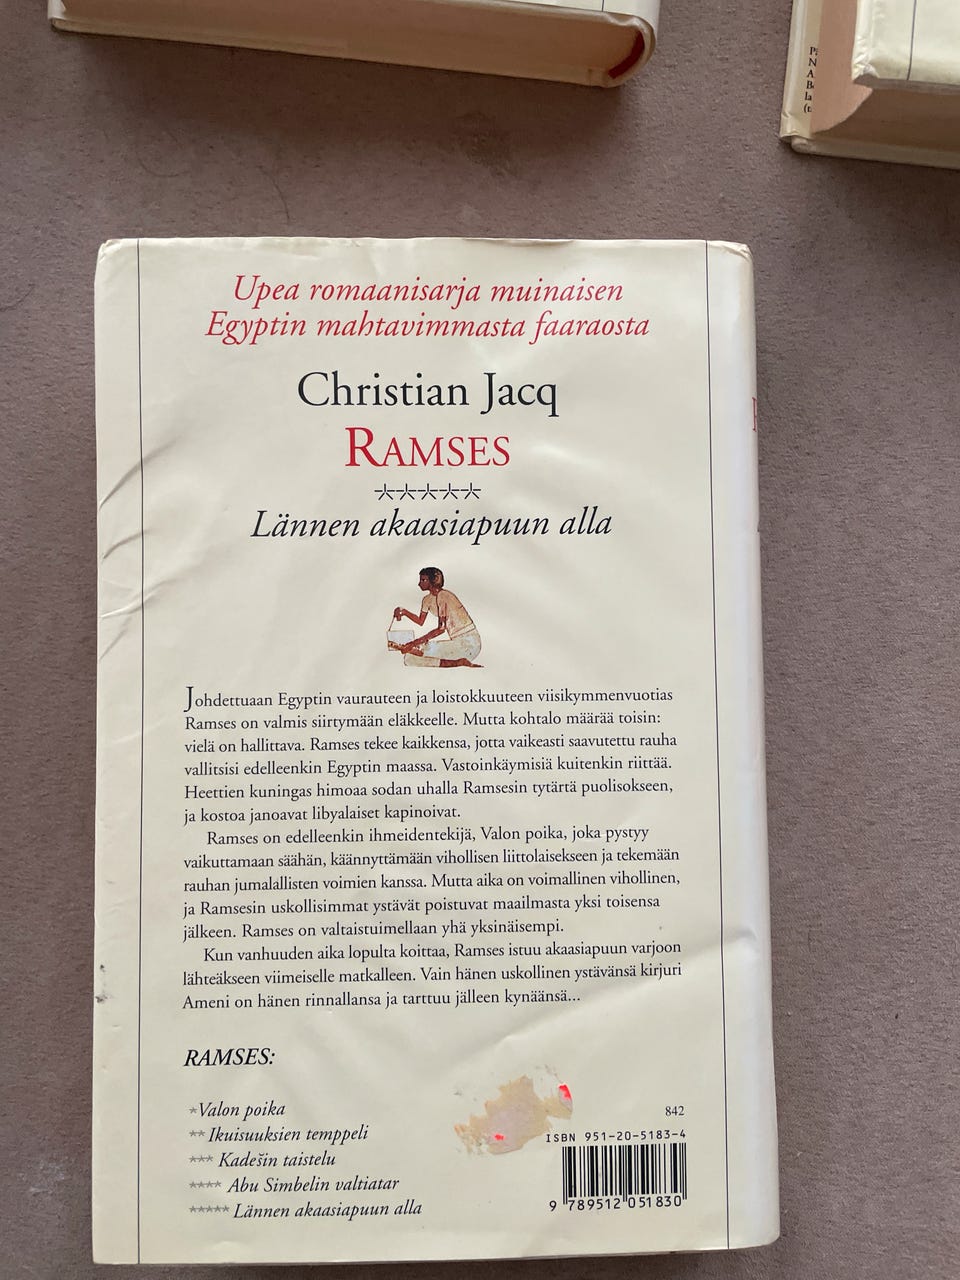 Upea romaanisarja muinaisen
Egyptin mahtavimmasta faaraosta
Christian Jacq
RAMSES
*****
Lännen akaasiapuun alla
Johdettuaan Egyptin vaurauteen ja loistokkuuteen viisikymmenvuotias
Ramses on valmis siirtymään eläkkeelle. Mutta kohtalo määrää toisin:
vielä on hallittava. Ramses tekee kaikkensa, jotta vaikeasti saavutettu rauha
vallitsisi edelleenkin Egyptin maassa. Vastoinkäymisiä kuitenkin riittää.
Heettien kuningas himoaa sodan uhalla Ramsesin tytärtä puolisokseen,
ja kostoa janoavat libyalaiset kapinoivat.
Ramses on edelleenkin ihmeidentekijä, Valon poika, joka pystyy
vaikuttamaan säähän, käännyttämään vihollisen liittolaisekseen ja tekemään
rauhan jumalallisten voimien kanssa. Mutta aika on voimallinen vihollinen,
ja Ramsesin uskollisimmat ystävät poistuvat maailmasta yksi toisensa
jälkeen. Ramses on valtaistuimellaan yhä yksinäisempi.
Kun vanhuuden aika lopulta koittaa, Ramses istuu akaasiapuun varjoon
lähteäkseen viimeiselle matkalleen. Vain hänen uskollinen ystävänsä kirjuri
Ameni on hänen rinnallansa ja tarttuu jälleen kynäänsä...
RAMSES:
*Valon poika
** Ikuisuuksien temppeli
*** Kadešin taistelu
**** Abu Simbelin valtiatar
***** Lännen akaasiapuun alla
842
ISBN 951-20-5183-4
9 789512 051830